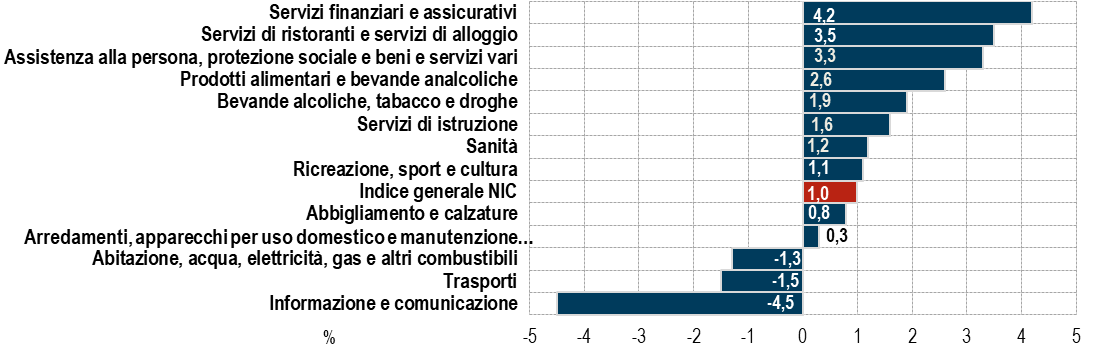 Servizi finanziari e assicurativi 4,2
Servizi di ristoranti e servizi di alloggio 3,5
Assistenza alla persona, protezione sociale e beni e servizi vari 3,3
Prodotti alimentari e bevande analcoliche 2,6
Bevande alcoliche, tabacco e droghe 1,9
Servizi di istruzione 1,6
Sanità 1,2
Ricreazione, sport e cultura 1,1
Indice generale NIC 1,0
Abbigliamento e calzature 0,8
Arredamenti, apparecchi per uso domestico e manutenzione... 0,3
Abitazione, acqua, elettricità, gas e altri combustibili -1,3
Trasporti -1,5
Informazione e comunicazione -4,5
% -5 -4 -3 -2 -1 0 1 2 3 4 5